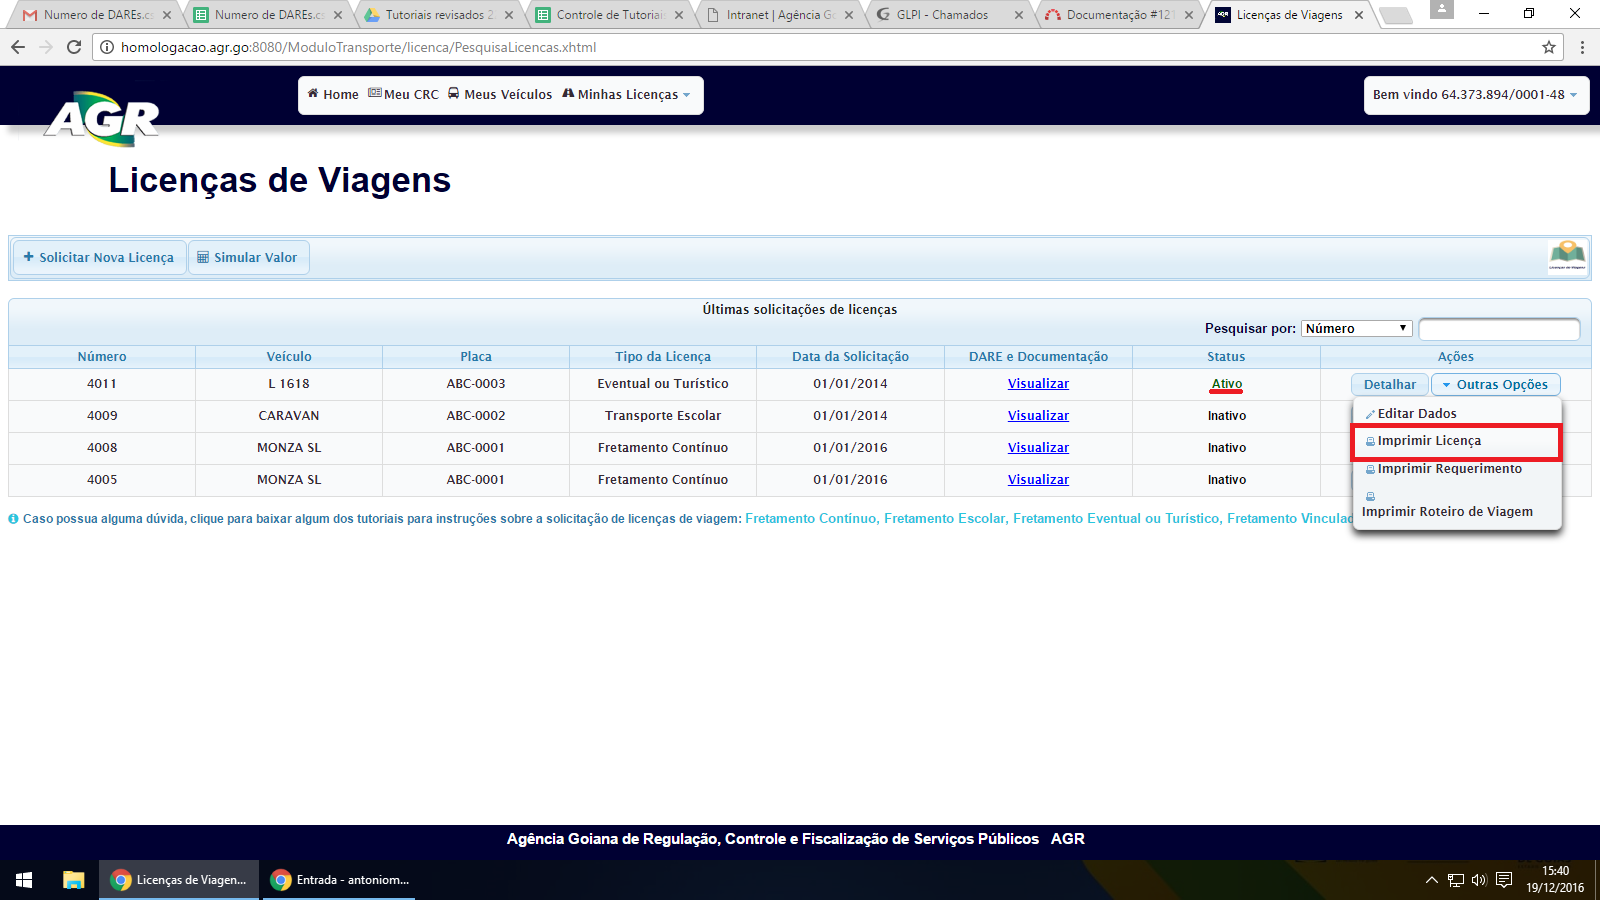 Numero de DAREs.cs
Numero de DAREs.cs
Tutoriais revisados 2
Controle de Tutoriai
Intranet | Agência Go
GLPI - Chamados
Documentação #121
Licenças de Viagens
homologacao.agr.go:8080/ModuloTransporte/licenca/PesquisaLicencas.xhtml
AGR
Home Meu CRC Meus Veículos Minhas Licenças
Bem vindo 64.373.894/0001-48
Licenças de Viagens
Solicitar Nova Licença
Simular Valor
Últimas solicitações de licenças
Pesquisar por: Número
Número Veículo Placa Tipo da Licença Data da Solicitação DARE e Documentação Status Ações
4011 L 1618 ABC-0003 Eventual ou Turístico 01/01/2014 Visualizar Ativo Detalhar Outras Opções
4009 CARAVAN ABC-0002 Transporte Escolar 01/01/2014 Visualizar Inativo
4008 MONZA SL ABC-0001 Fretamento Contínuo 01/01/2016 Visualizar Inativo
4005 MONZA SL ABC-0001 Fretamento Contínuo 01/01/2016 Visualizar Inativo
Editar Dados
Imprimir Licença
Imprimir Requerimento
Imprimir Roteiro de Viagem
Caso possua alguma dúvida, clique para baixar algum dos tutoriais para instruções sobre a solicitação de licenças de viagem: Fretamento Continuo, Fretamento Escolar, Fretamento Eventual ou Turístico, Fretamento Vinculad
Agência Goiana de Regulação, Controle e Fiscalização de Serviços Públicos AGR
Licenças de Viagen...
Entrada - antoniom...
15:40
19/12/2016